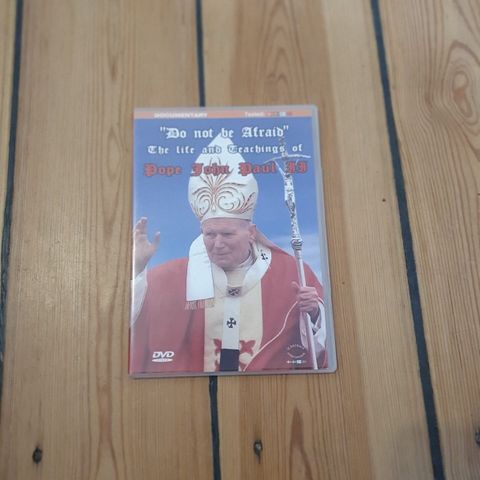 DOCUMENTARY
"Do not be Afraid"
The life and Teachings of
Pope John Paul II
DVD